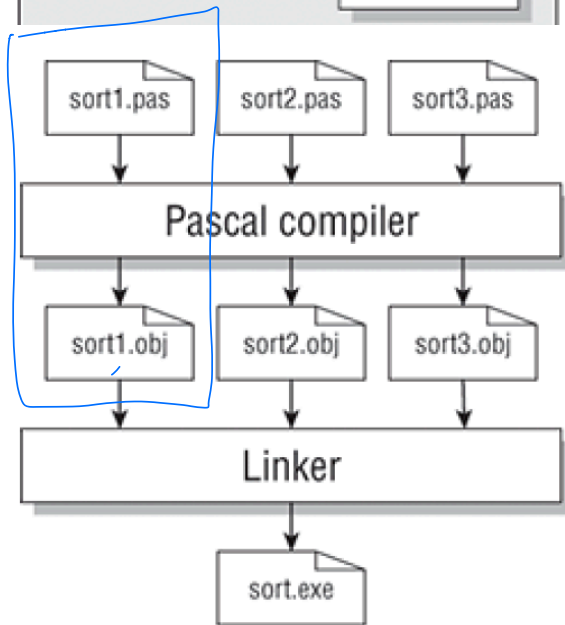 sort1.pas sort2.pas sort3.pas
Pascal compiler
sort1.obj sort2.obj sort3.obj
Linker
sort.exe